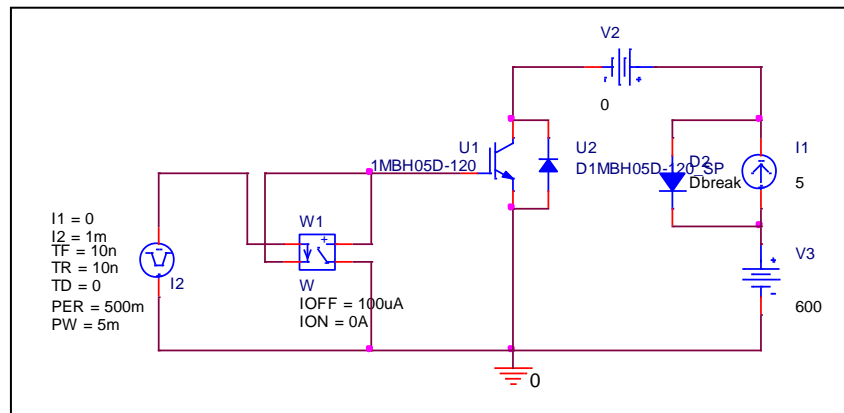 V2
0
U1
1MBH05D-120
U2
D1MBH05D-120_SP
D2
Dbreak
I1
5
W1
W
IOFF = 100uA
ION = 0A
I1 = 0
I2 = 1m
TF = 10n
TR = 10n
TD = 0
PER = 500m
PW = 5m
I2
V3
600
0